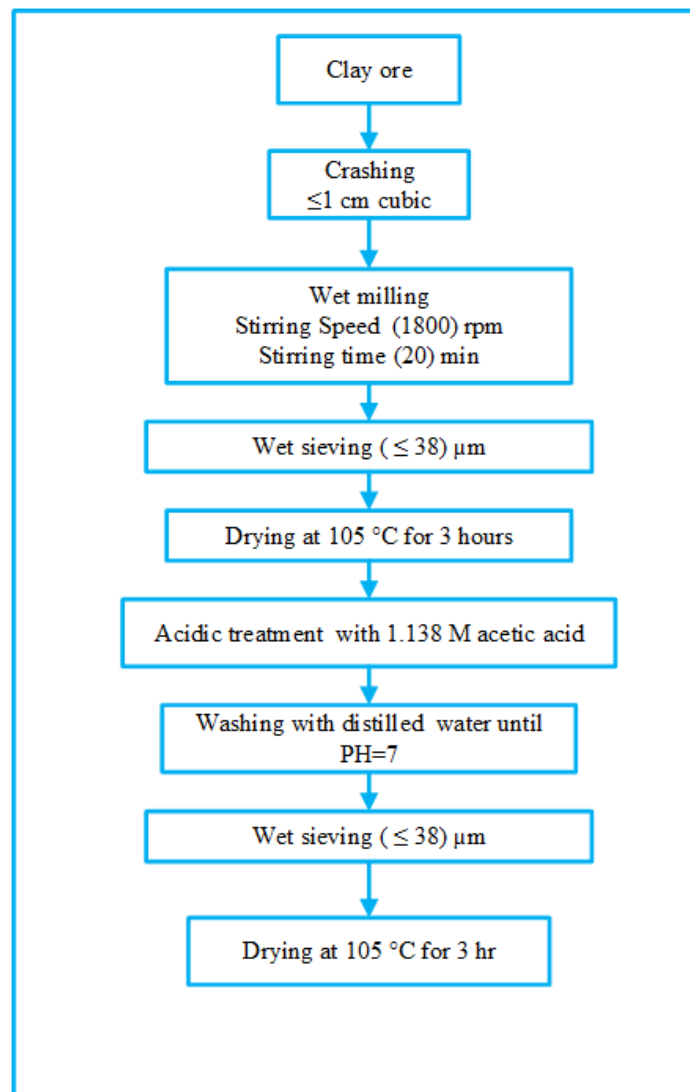 Clay ore
Crashing
≤1 cm cubic
Wet milling
Stirring Speed (1800) rpm
Stirring time (20) min
Wet sieving ( ≤ 38) µm
Drying at 105 °C for 3 hours
Acidic treatment with 1.138 M acetic acid
Washing with distilled water until
PH=7
Wet sieving ( ≤ 38) µm
Drying at 105 °C for 3 hr